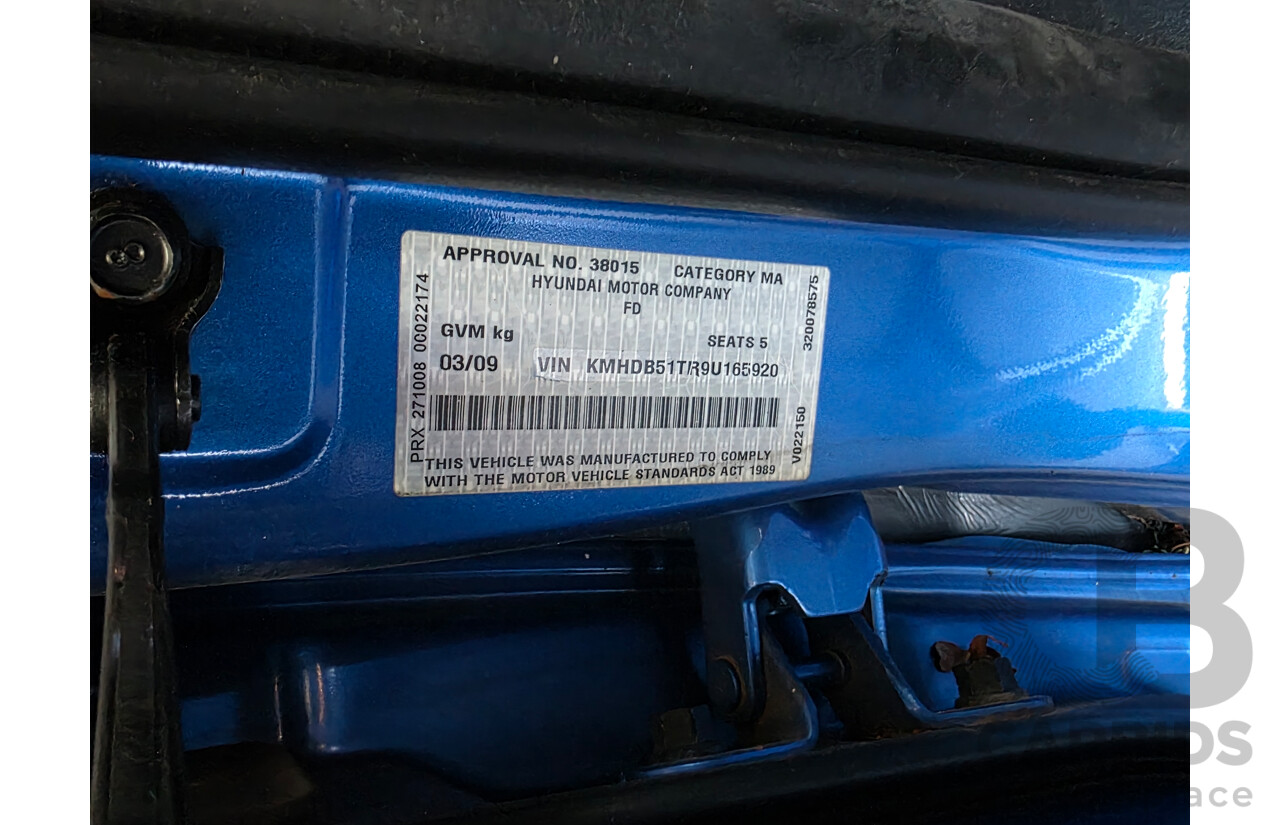 APPROVAL NO. 38015 CATEGORY MA
HYUNDAI MOTOR COMPANY
FD
GVM kg SEATS 5
03/09 VIN KMHDB51TR9U165920
THIS VEHICLE WAS MANUFACTURED TO COMPLY
WITH THE MOTOR VEHICLE STANDARDS ACT 1989
PRX 271008 00022174
320078575
V022150
8